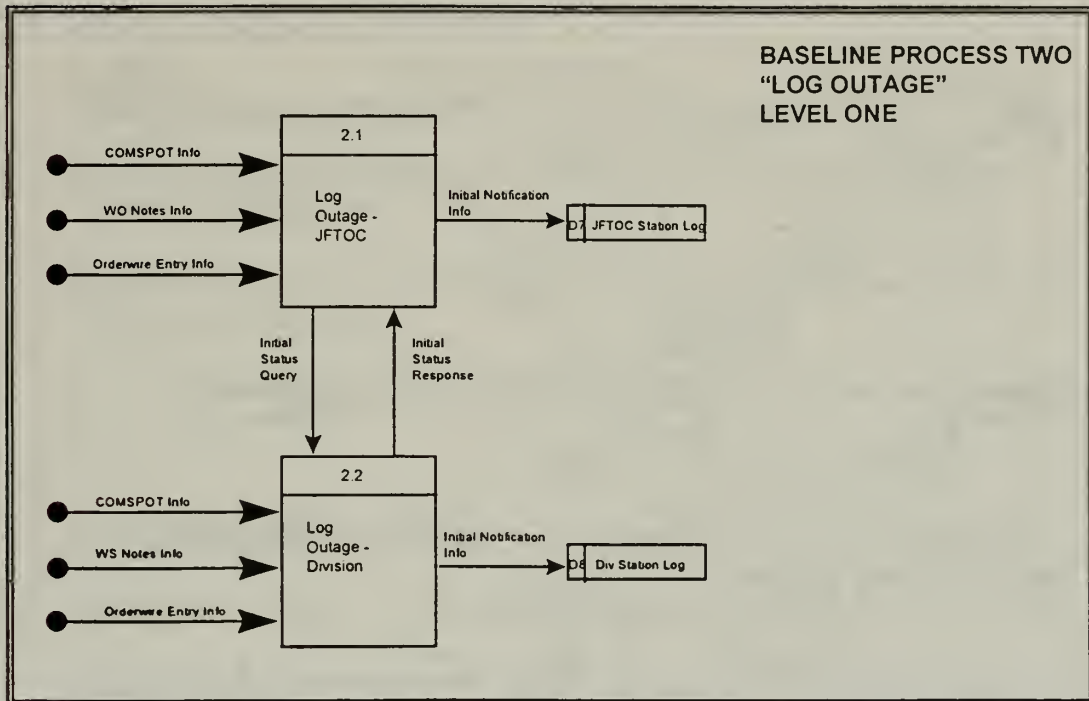 BASELINE PROCESS TWO
“LOG OUTAGE”
LEVEL ONE
2.1
COMSPOT Info
WO Notes Info
Orderwire Entry Info
Log
Outage -
JFTOC
Initial Notification
Info
D7 JFTOC Station Log
Initial
Status
Query
Initial
Status
Response
2.2
COMSPOT Info
WS Notes Info
Orderwire Entry Info
Log
Outage -
Division
Initial Notification
Info
D8 Div Station Log